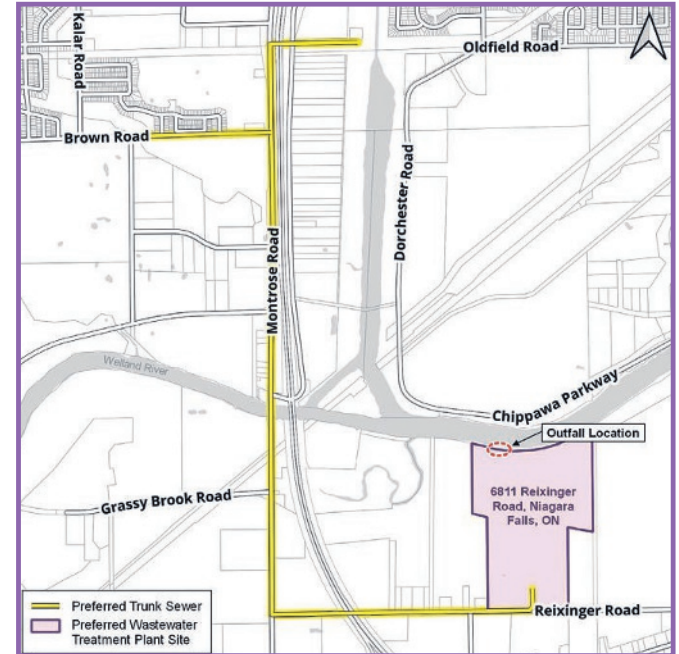 Kalar Road
Oldfield Road
Brown Road
Dorchester Road
Montrose Road
Welland River
Chippawa Parkway
Outfall Location
6811 Reixinger
Road, Niagara
Falls, ON
Grassy Brook Road
Preferred Trunk Sewer
Preferred Wastewater
Treatment Plant Site
Reixinger Road